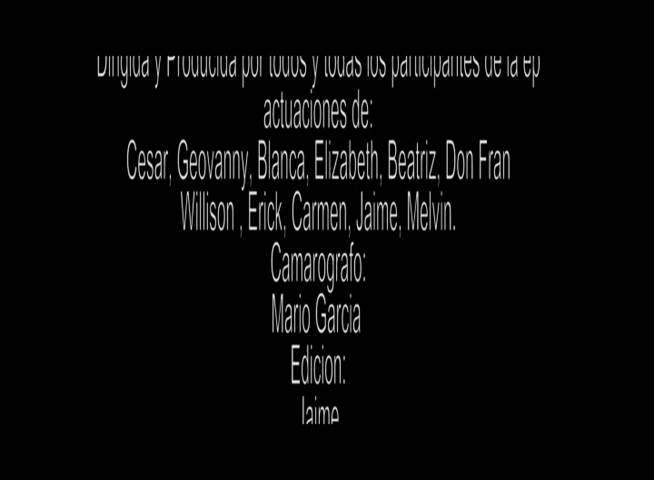 Dirigida y Producida por todos y todas los participantes de la ep
actuaciones de:
Cesar, Geovanny, Blanca, Elizabeth, Beatriz, Don Fran
Willison , Erick, Carmen, Jaime, Melvin.
Camarografo:
Mario Garcia
Edicion:
Jaime